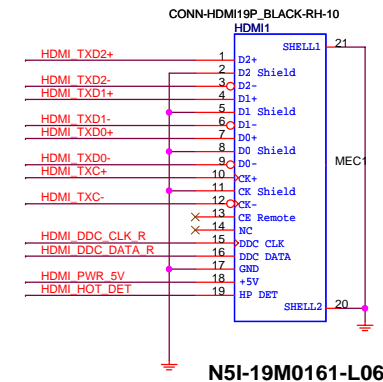 CONN-HDMI19P_BLACK-RH-10
HDMI1
SHELL1 21
HDMI_TXD2+ 1 D2+
2 D2 Shield
HDMI_TXD2- 3 D2-
HDMI_TXD1+ 4 D1+
5 D1 Shield
HDMI_TXD1- 6 D1-
HDMI_TXD0+ 7 D0+
8 D0 Shield
HDMI_TXD0- 9 D0- MEC1
HDMI_TXC+ 10 CK+
11 CK Shield
HDMI_TXC- 12 CK-
13 CE Remote
14 NC
HDMI_DDC_CLK_R 15 DDC CLK
HDMI_DDC_DATA_R 16 DDC DATA
17 GND
HDMI_PWR_5V 18 +5V
HDMI_HOT_DET 19 HP DET
SHELL2 20
N5I-19M0161-L06